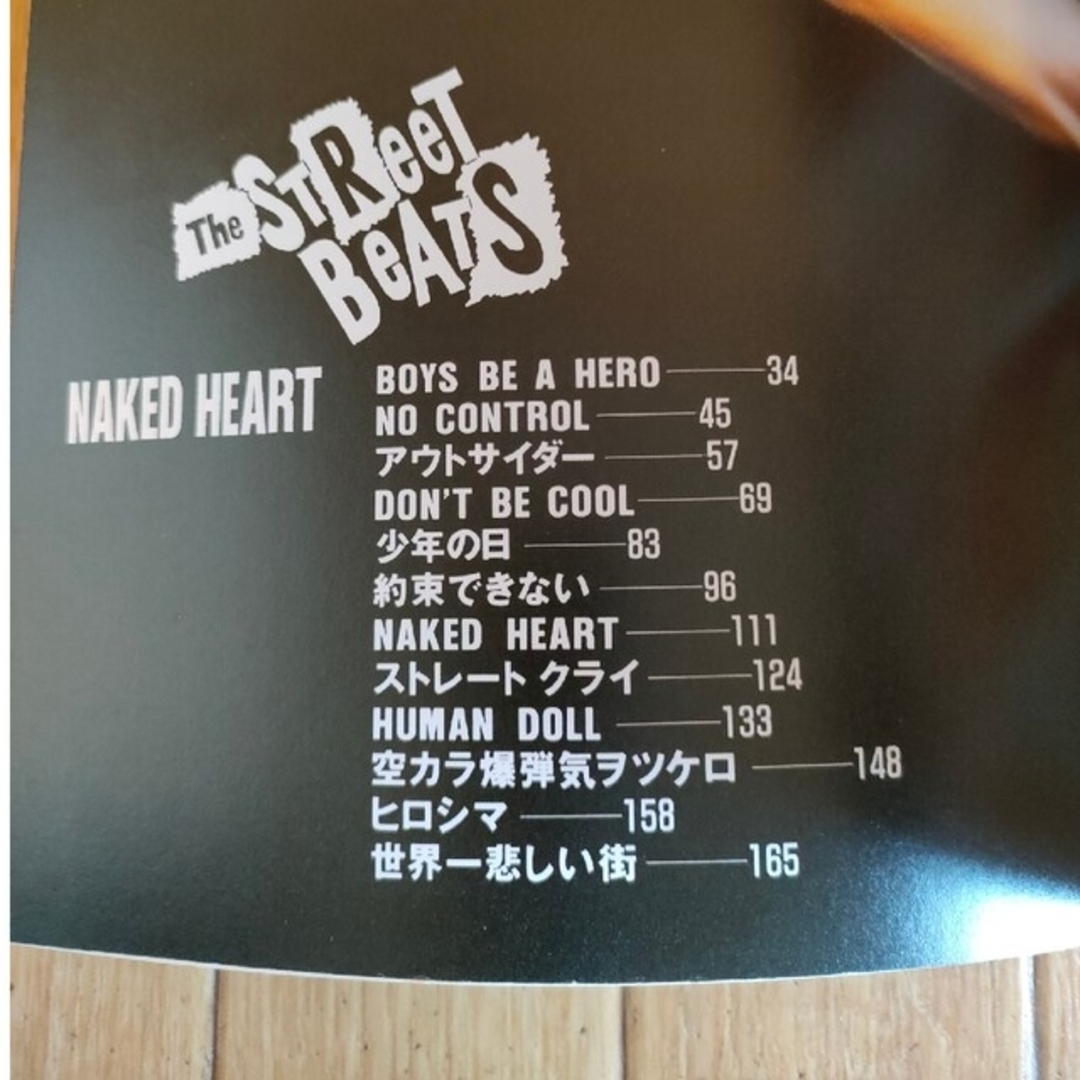 The STReeT
BeATS
NAKED HEART
BOYS BE A HERO 34
NO CONTROL 45
アウトサイダー 57
DON'T BE COOL 69
少年の日 83
約束できない 96
NAKED HEART 111
ストレート クライ 124
HUMAN DOLL 133
空カラ爆弾気ヲツケロ 148
ヒロシマ 158
世界一悲しい街 165